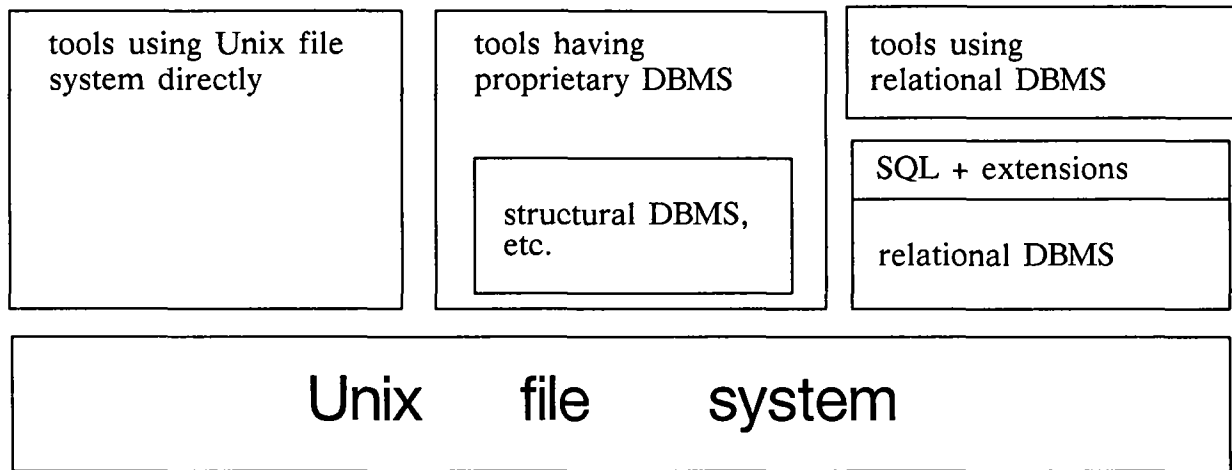 tools using Unix file
system directly
tools having
proprietary DBMS
structural DBMS,
etc.
tools using
relational DBMS
SQL + extensions
relational DBMS
Unix file system